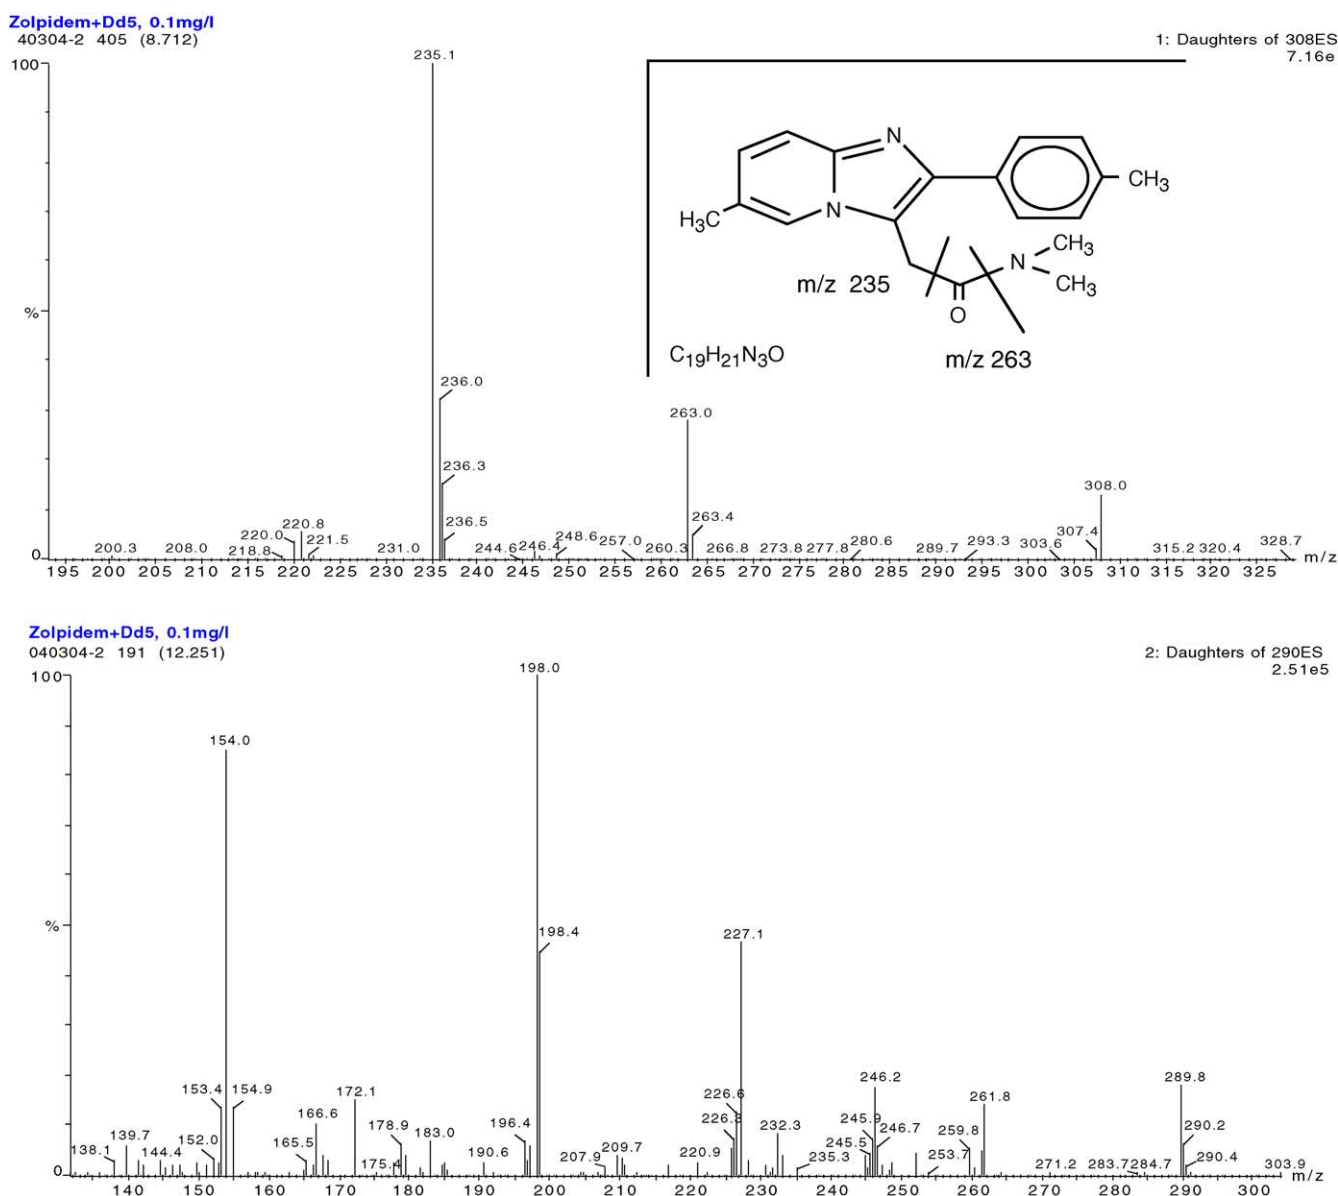 Zolpidem+Dd5, 0.1mg/l
40304-2 405 (8.712)
1: Daughters of 308ES
7.16e
235.1
100
N
CH3
N
H3C
CH3
N
m/z 235
CH3
O
%
C19H21N3O
m/z 263
236.0
263.0
236.3
308.0
263.4
236.5
220.8
220.0
221.5
307.4
248.6
200.3 208.0 218.8 231.0 244.6 246.4 257.0 260.3 266.8 273.8 277.8 280.6 289.7 293.3 303.6 315.2 320.4 328.7
0
m/z
195 200 205 210 215 220 225 230 235 240 245 250 255 260 265 270 275 280 285 290 295 300 305 310 315 320 325
Zolpidem+Dd5, 0.1mg/l
040304-2 191 (12.251)
2: Daughters of 290ES
2.51e5
198.0
100
154.0
198.4
227.1
%
153.4 154.9
172.1
226.6
246.2
289.8
261.8
166.6
178.9
196.4
226.8
232.3
245.9
246.7
259.8
290.2
139.7
152.0
165.5
183.0
209.7
245.5
138.1 144.4 175.4 190.6 207.9 220.9 235.3 253.7 271.2 283.7 284.7 290.4 303.9
0
140 150 160 170 180 190 200 210 220 230 240 250 260 270 280 290 300 m/z